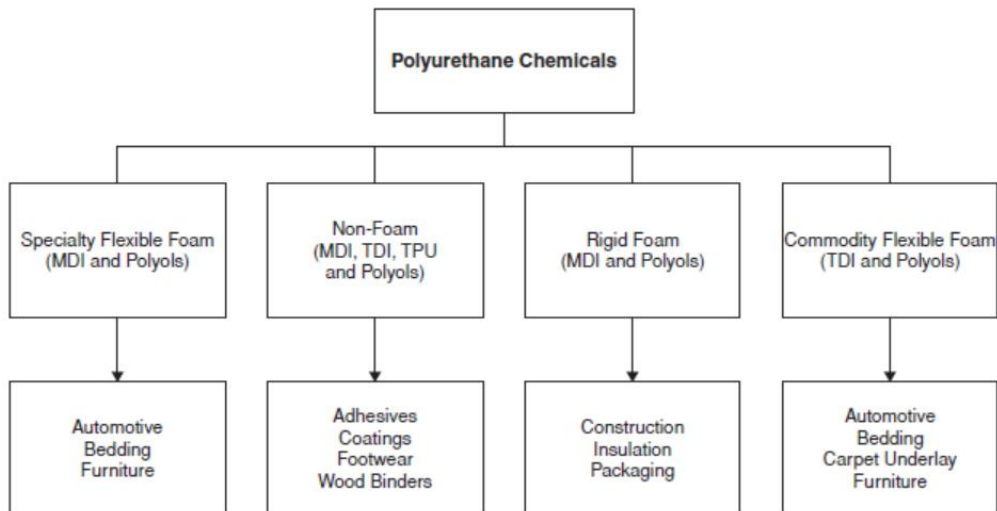 Polyurethane Chemicals
Specialty Flexible Foam
(MDI and Polyols)
Non-Foam
(MDI, TDI, TPU
and Polyols)
Rigid Foam
(MDI and Polyols)
Commodity Flexible Foam
(TDI and Polyols)
Automotive
Bedding
Furniture
Adhesives
Coatings
Footwear
Wood Binders
Construction
Insulation
Packaging
Automotive
Bedding
Carpet Underlay
Furniture